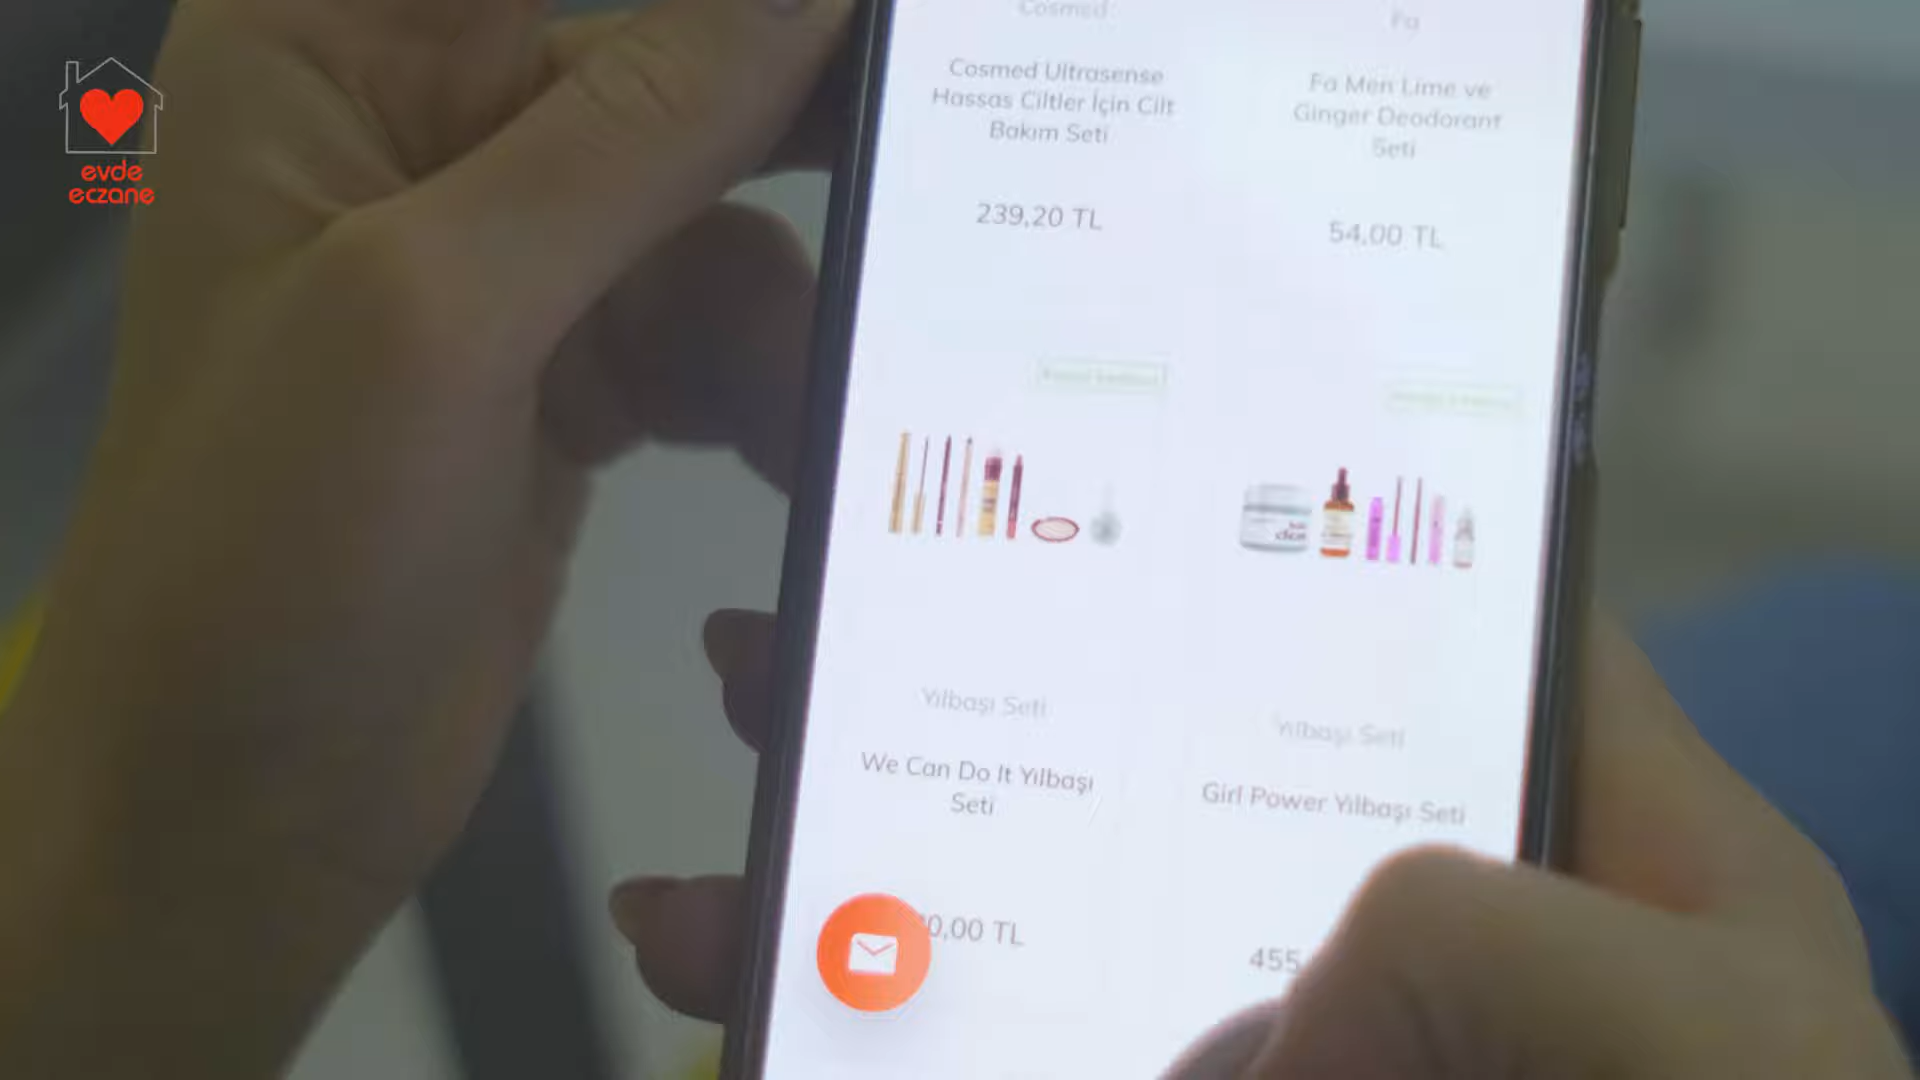 evde
eczane
Cosmed
Fa
Cosmed Ultrasense
Hassas Ciltler İçin Cilt
Bakım Seti
Fa Men Lime ve
Ginger Deodorant
Seti
239,20 TL
54,00 TL
Yılbaşı Seti
Yılbaşı Seti
We Can Do It Yılbaşı
Seti
Girl Power Yılbaşı Seti
0,00 TL
455,